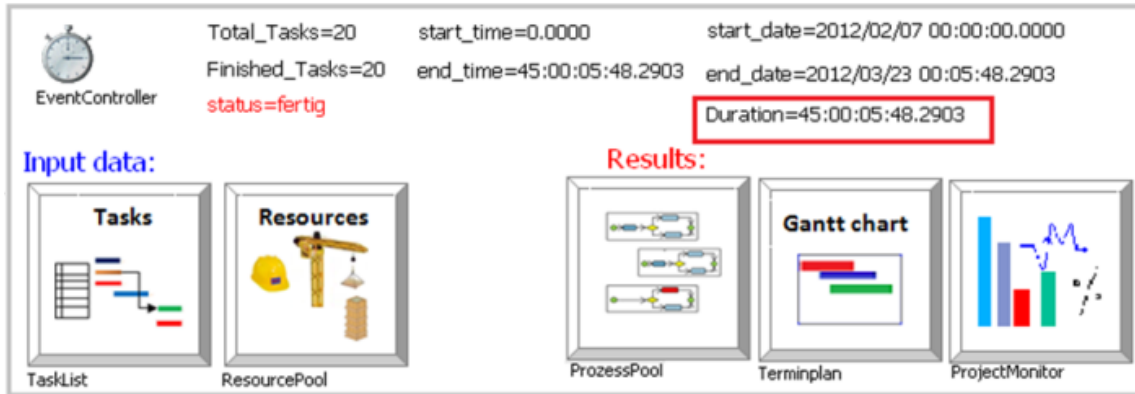 Total_Tasks=20 start_time=0.0000 start_date=2012/02/07 00:00:00.0000
Finished_Tasks=20 end_time=45:00:05:48.2903 end_date=2012/03/23 00:05:48.2903
EventController
status=fertig
Duration=45:00:05:48.2903
Input data:
Results:
Tasks
Resources
Gantt chart
TaskList
ResourcePool
ProzessPool
Terminplan
ProjectMonitor